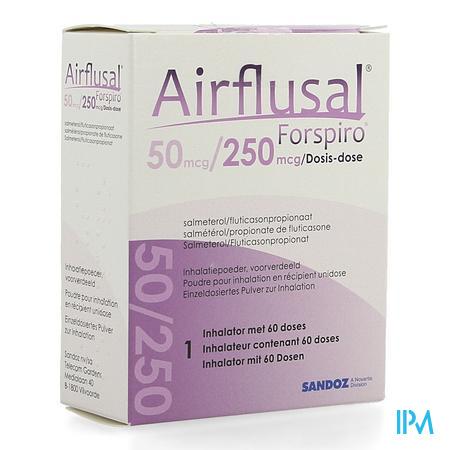 Airflusal®
50mcg/250mcg/Dosis-dose
salmeterol/fluticasonpropionaat
salmétérol/propionate de fluticasone
Salmeterol/Fluticasonpropionat
Inhalatiepoeder,
voorverdeeld
Poudre pour inhalation
en récipient unidose
Einzeldosiertes Pulver
zur Inhalation
Sandoz nv/sa
Telecom Gardens
Medialaan 40
B-1800 Vilvoorde
Airflusal®
Forspiro®
50mcg/250mcg/Dosis-dose
salmeterol/fluticasonpropionaat
salmétérol/propionate de fluticasone
Salmeterol/Fluticasonpropionat
50/250
Inhalatiepoeder, voorverdeeld
Poudre pour inhalation en récipient unidose
Einzeldosiertes Pulver zur Inhalation
1
Inhalator met 60 doses
Inhalateur contenant 60 doses
Inhalator mit 60 Dosen
SANDOZ A Novartis
Division
IPM